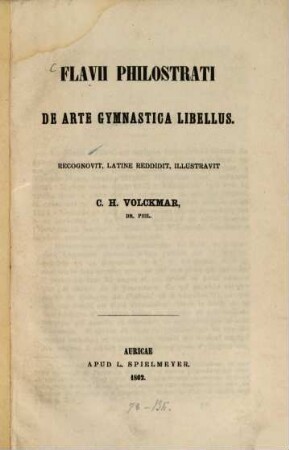 FLAVII PHILOSTRATI
DE ARTE GYMNASTICA LIBELLUS.
RECOGNOVIT, LATINE REDDIDIT, ILLUSTRAVIT
C. H. VOLCKMAR,
DR. PHIL.
AURICAE
APUD L. SPIELMEYER.
1862.